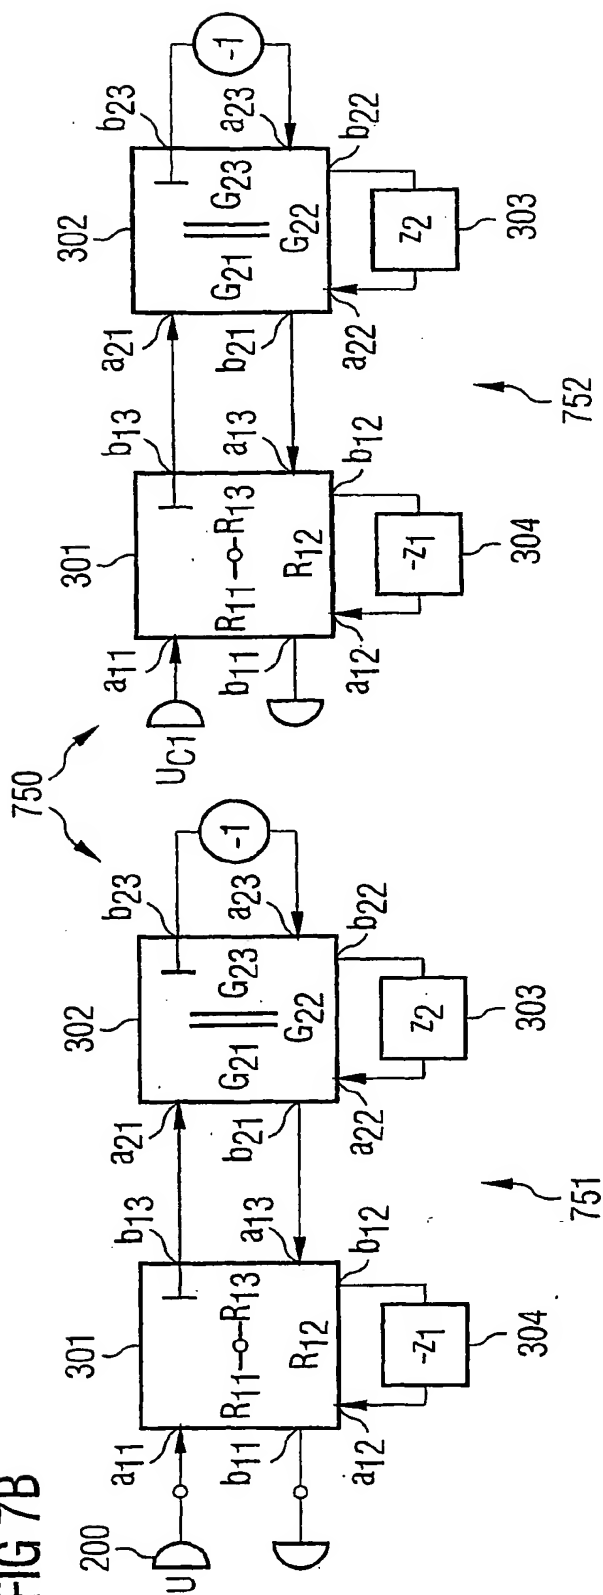 FIG 7B
750
200
U
a11
b11
301
R11 R13
R12
b13
a13
b12
a12
-Z1
304
a21
b21
302
G21 G23
G22
b23
a23
b22
a22
Z2
303
-1
751
UC1
a11
b11
301
R11 R13
R12
b13
a13
b12
a12
-Z1
304
a21
b21
302
G21 G23
G22
b23
a23
b22
a22
Z2
303
-1
752